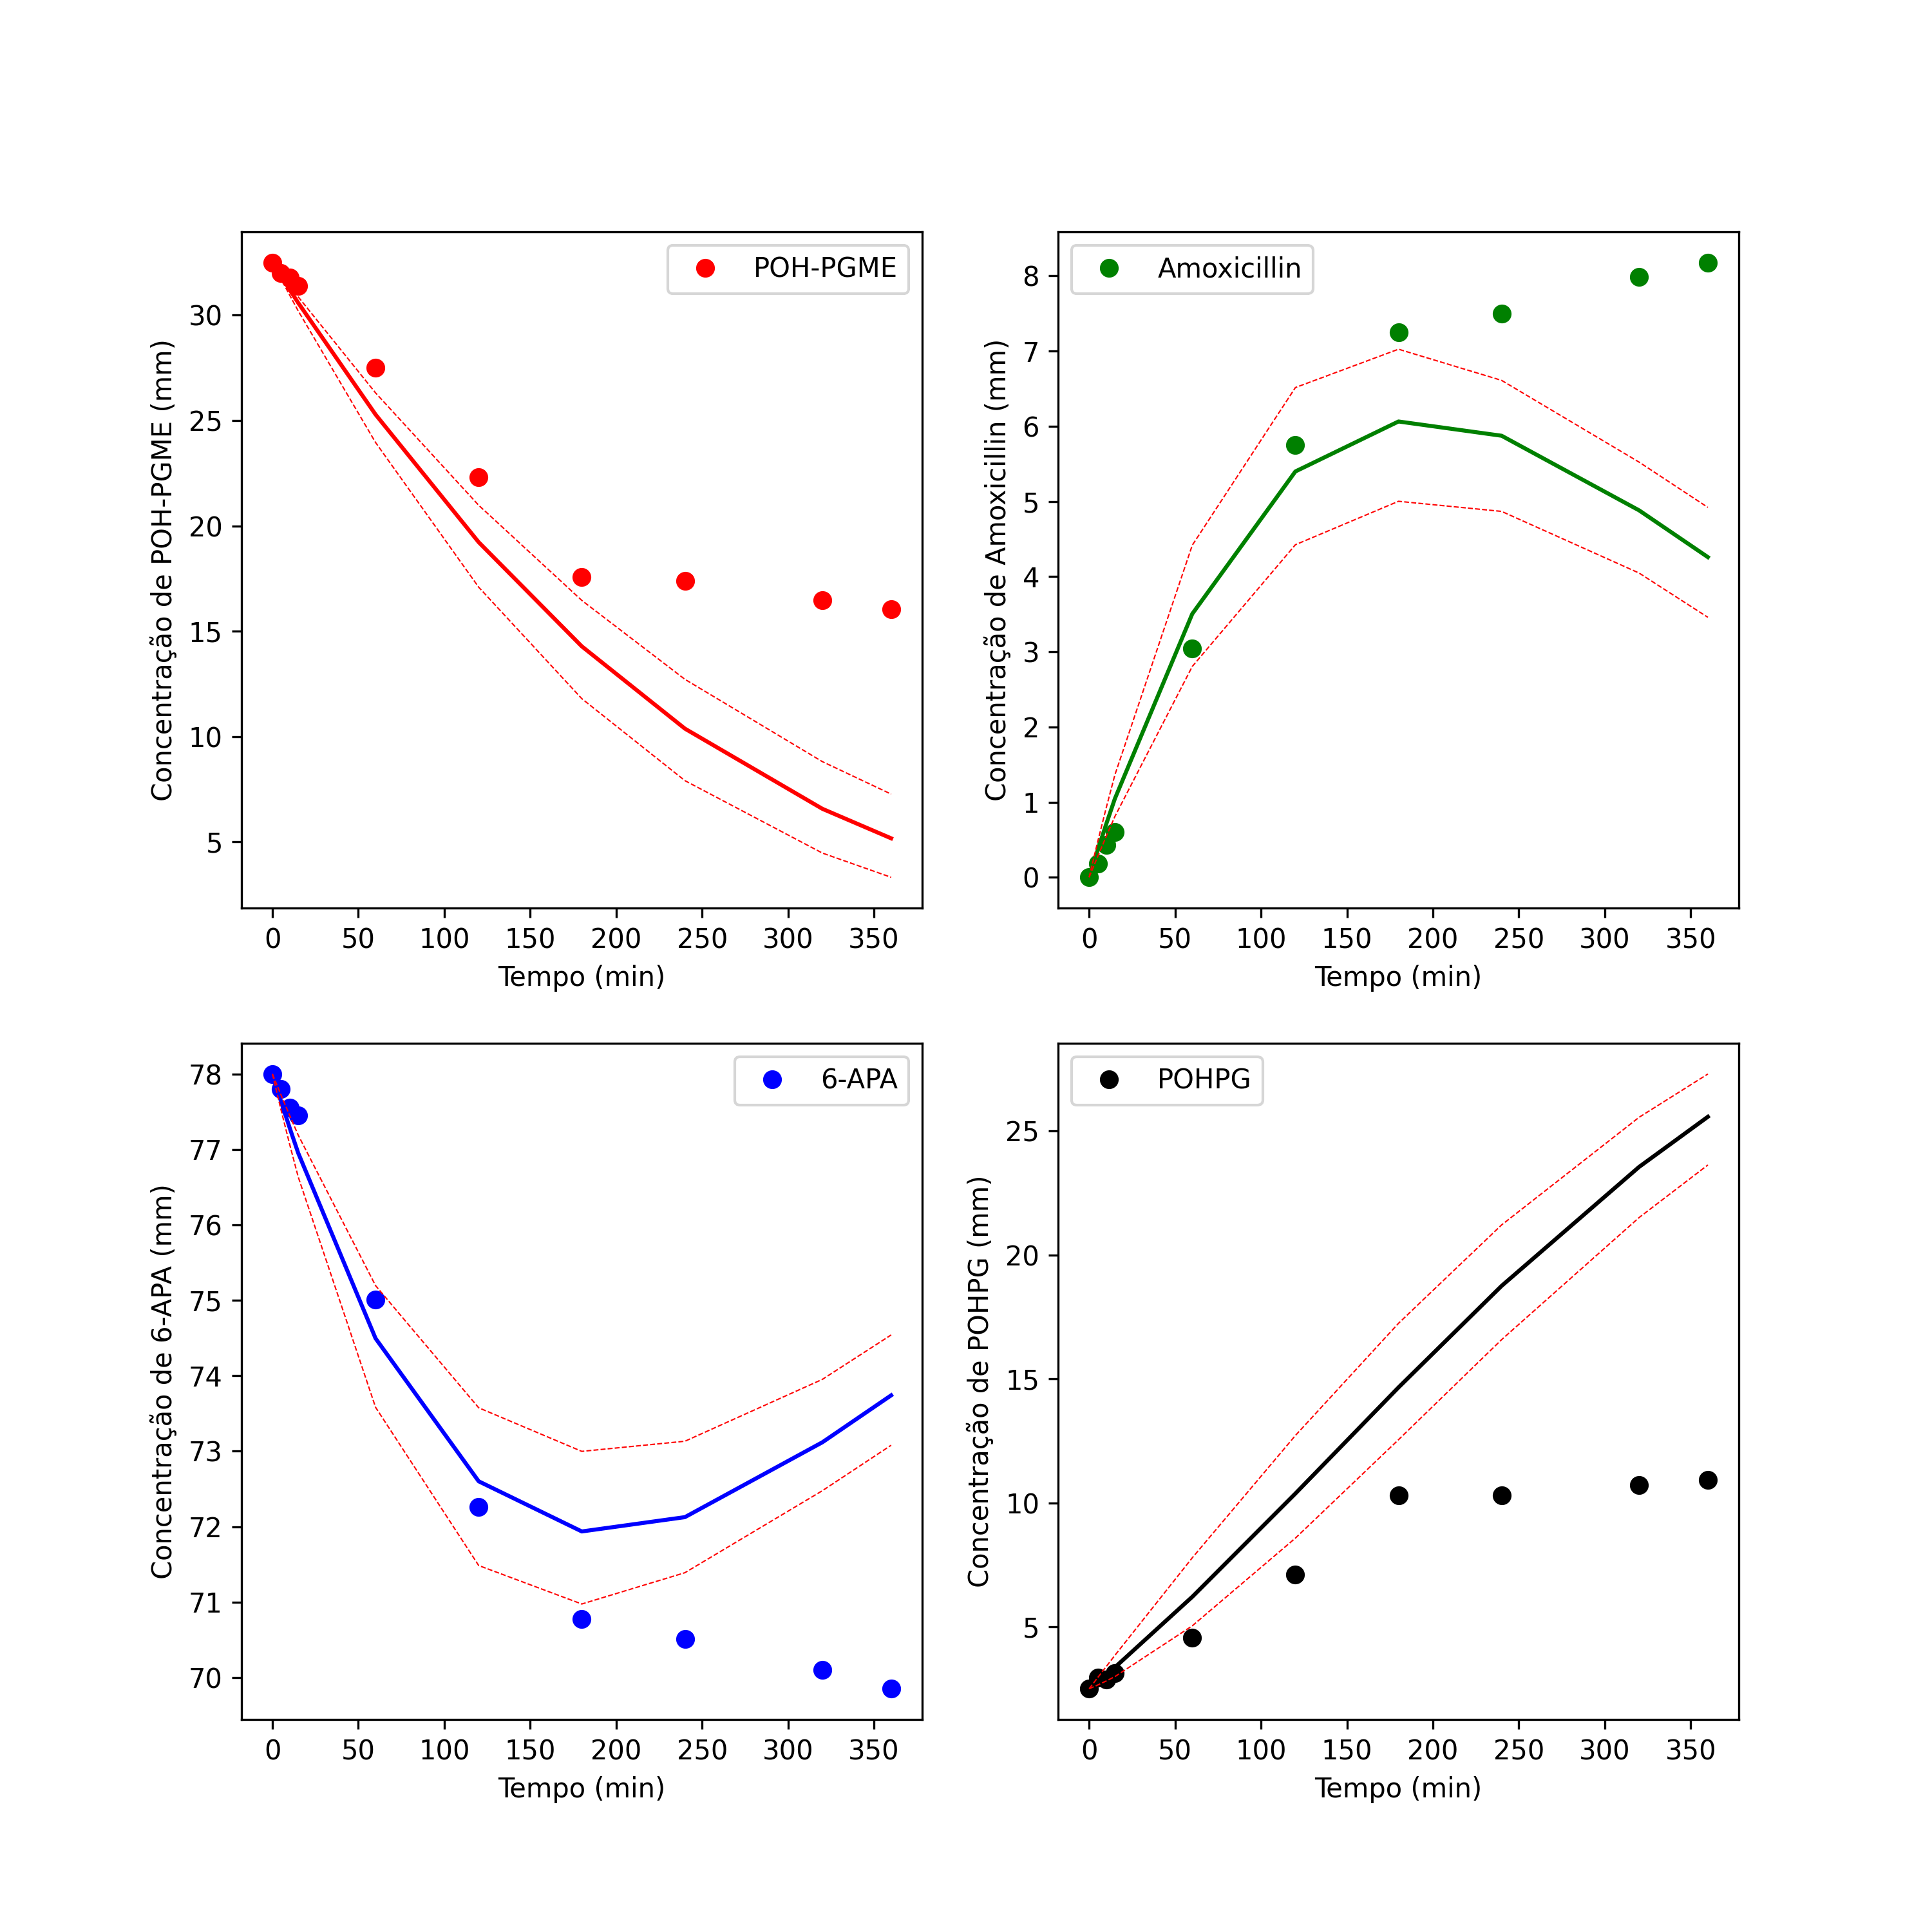 POH-PGME
Concentração de POH-PGME (mm)
30
25
20
15
10
5
0 50 100 150 200 250 300 350
Tempo (min)
Amoxicillin
Concentração de Amoxicillin (mm)
8
7
6
5
4
3
2
1
0
0 50 100 150 200 250 300 350
Tempo (min)
6-APA
Concentração de 6-APA (mm)
78
77
76
75
74
73
72
71
70
0 50 100 150 200 250 300 350
Tempo (min)
POHPG
Concentração de POHPG (mm)
25
20
15
10
5
0 50 100 150 200 250 300 350
Tempo (min)